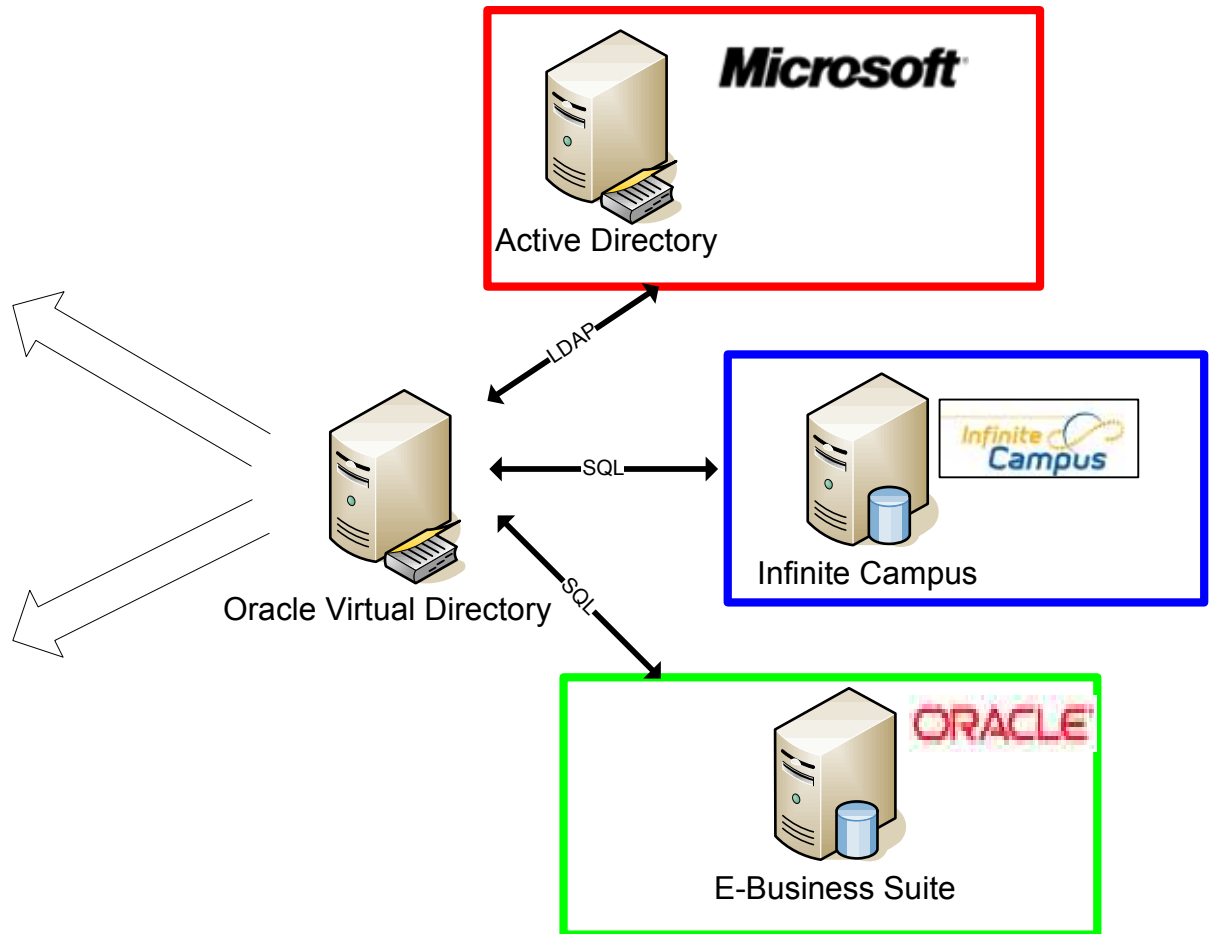 Microsoft
Active Directory
LDAP
Infinite
Campus
SQL
Infinite Campus
Oracle Virtual Directory
SQL
ORACLE
E-Business Suite